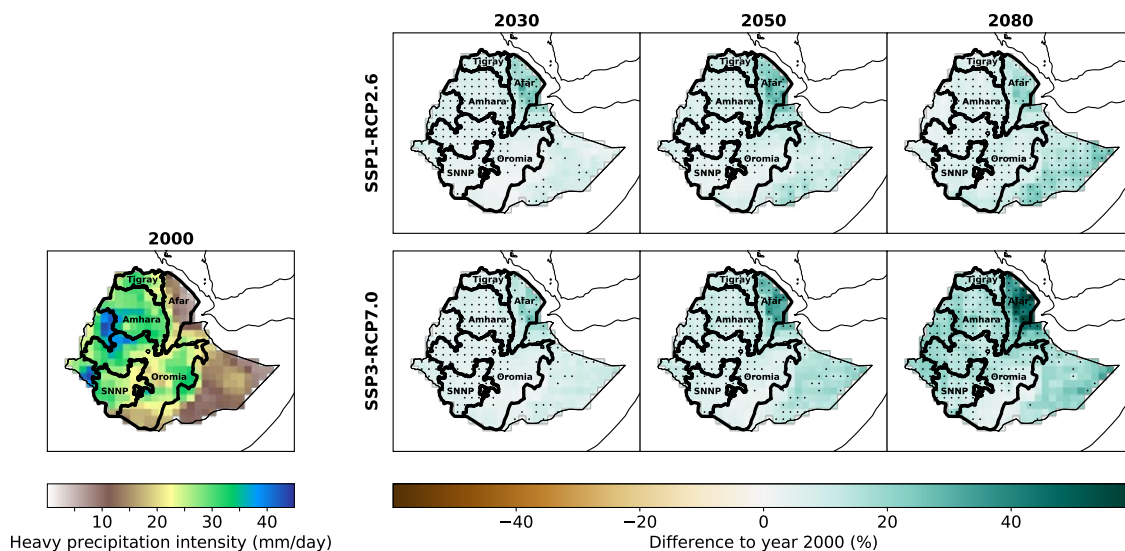 2030
2050
2080
SSP1-RCP2.6
Tigray
Afar
Amhara
Oromia
SNNP
Tigray
Afar
Amhara
Oromia
SNNP
Tigray
Afar
Amhara
Oromia
SNNP
2000
SSP3-RCP7.0
Tigray
Afar
Amhara
Oromia
SNNP
Tigray
Afar
Amhara
Oromia
SNNP
Tigray
Afar
Amhara
Oromia
SNNP
Tigray
Afar
Amhara
Oromia
SNNP
10 20 30 40
Heavy precipitation intensity (mm/day)
−40 −20 0 20 40
Difference to year 2000 (%)